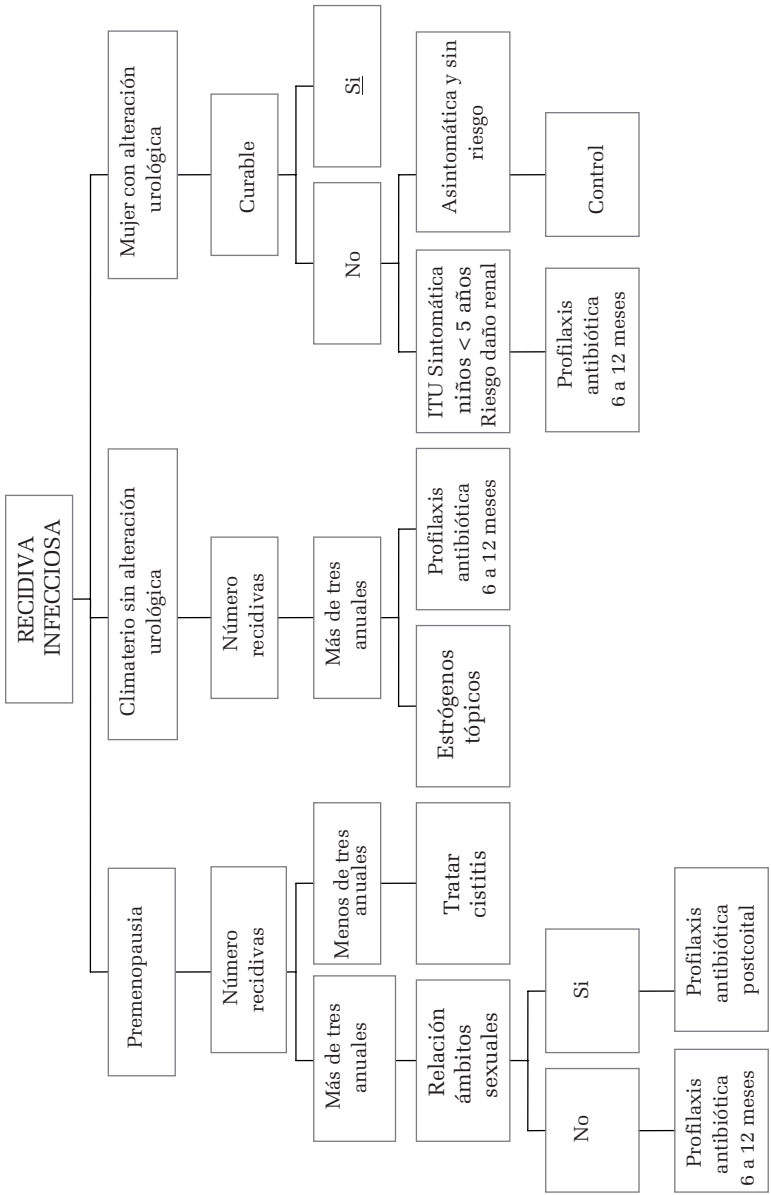 RECIDIVA
INFECCIOSA
Premenopausia
Número
recidivas
Más de tres
anuales
Relación
ámbitos
sexuales
No
Profilaxis
antibiótica
6 a 12 meses
Si
Profilaxis
antibiótica
postcoital
Menos de tres
anuales
Tratar
cistitis
Climaterio sin alteración
urológica
Número
recidivas
Más de tres
anuales
Estrógenos
tópicos
Profilaxis
antibiótica
6 a 12 meses
Mujer con alteración
urológica
Curable
No
ITU Sintomática
niños < 5 años
Riesgo daño renal
Profilaxis
antibiótica
6 a 12 meses
Asintomática y sin
riesgo
Control
Si